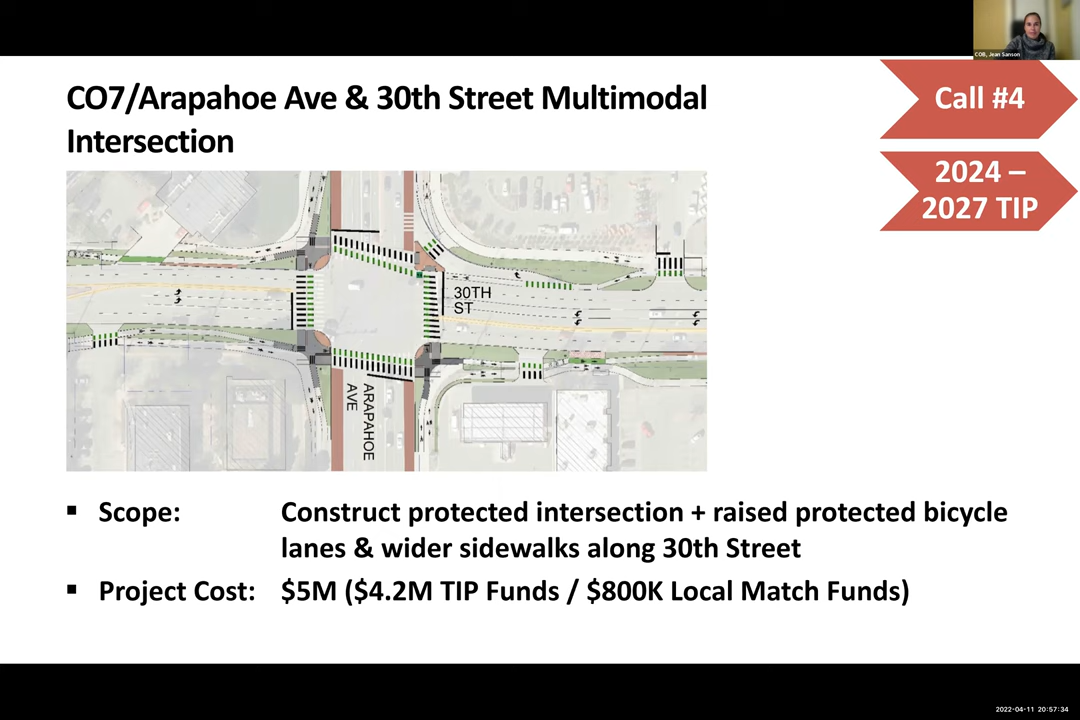 COB, Jean Sanson
CO7/Arapahoe Ave & 30th Street Multimodal
Intersection
Call #4
2024 –
2027 TIP
30TH
ST
ARAPAHOE
AVE
▪ Scope: Construct protected intersection + raised protected bicycle
lanes & wider sidewalks along 30th Street
▪ Project Cost: $5M ($4.2M TIP Funds / $800K Local Match Funds)
2022-04-11 20:57:34